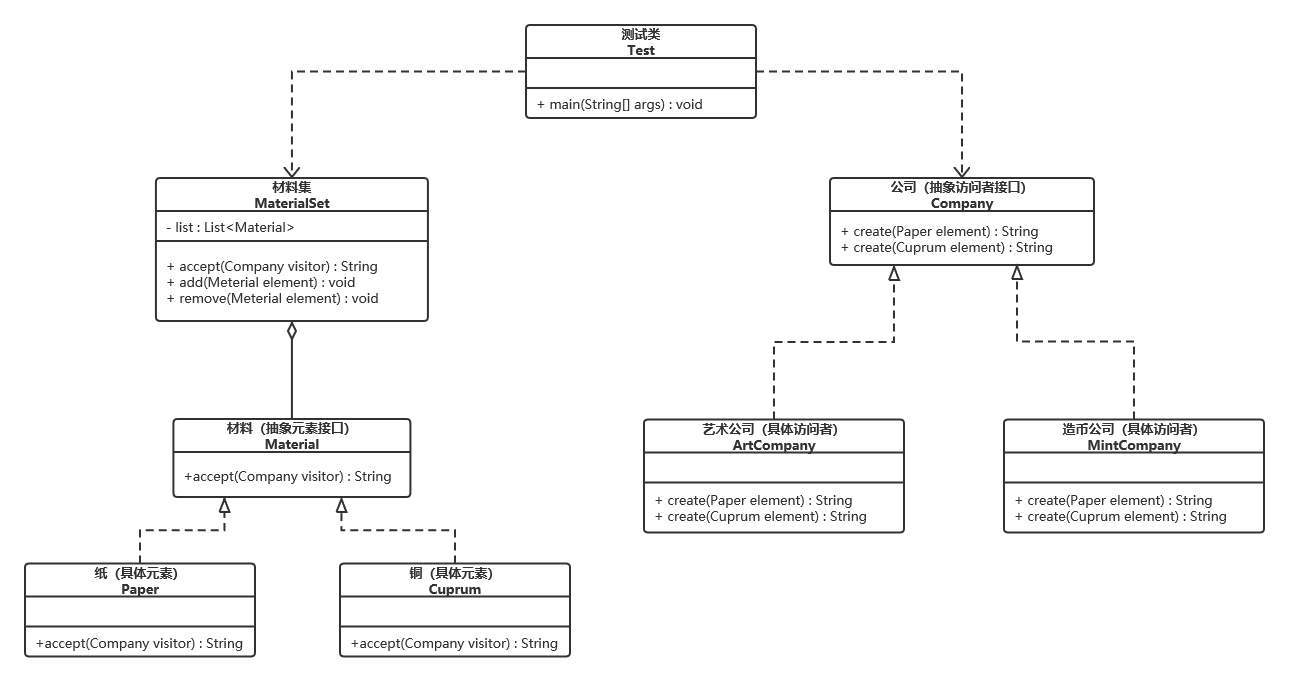 测试类
Test
+ main(String[] args) : void
材料集
MaterialSet
- list : List<Material>
+ accept(Company visitor) : String
+ add(Meterial element) : void
+ remove(Meterial element) : void
公司（抽象访问者接口）
Company
+ create(Paper element) : String
+ create(Cuprum element) : String
材料（抽象元素接口）
Material
+accept(Company visitor) : String
艺术公司（具体访问者）
ArtCompany
+ create(Paper element) : String
+ create(Cuprum element) : String
造币公司（具体访问者）
MintCompany
+ create(Paper element) : String
+ create(Cuprum element) : String
纸（具体元素）
Paper
+accept(Company visitor) : String
铜（具体元素）
Cuprum
+accept(Company visitor) : String